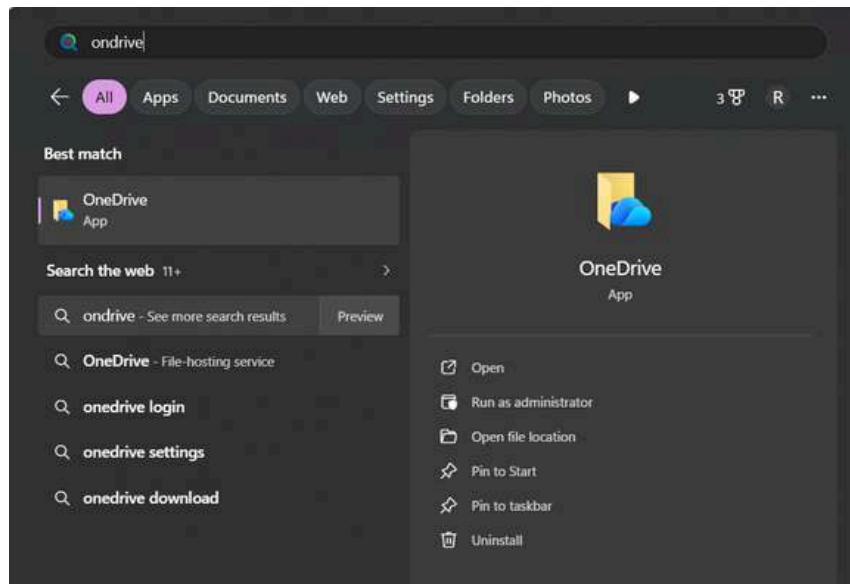 ondrive
All Apps Documents Web Settings Folders Photos 3 R ...
Best match
OneDrive
App
Search the web 11+
ondrive - See more search results Preview
OneDrive - File-hosting service
onedrive login
onedrive settings
onedrive download
OneDrive
App
Open
Run as administrator
Open file location
Pin to Start
Pin to taskbar
Uninstall